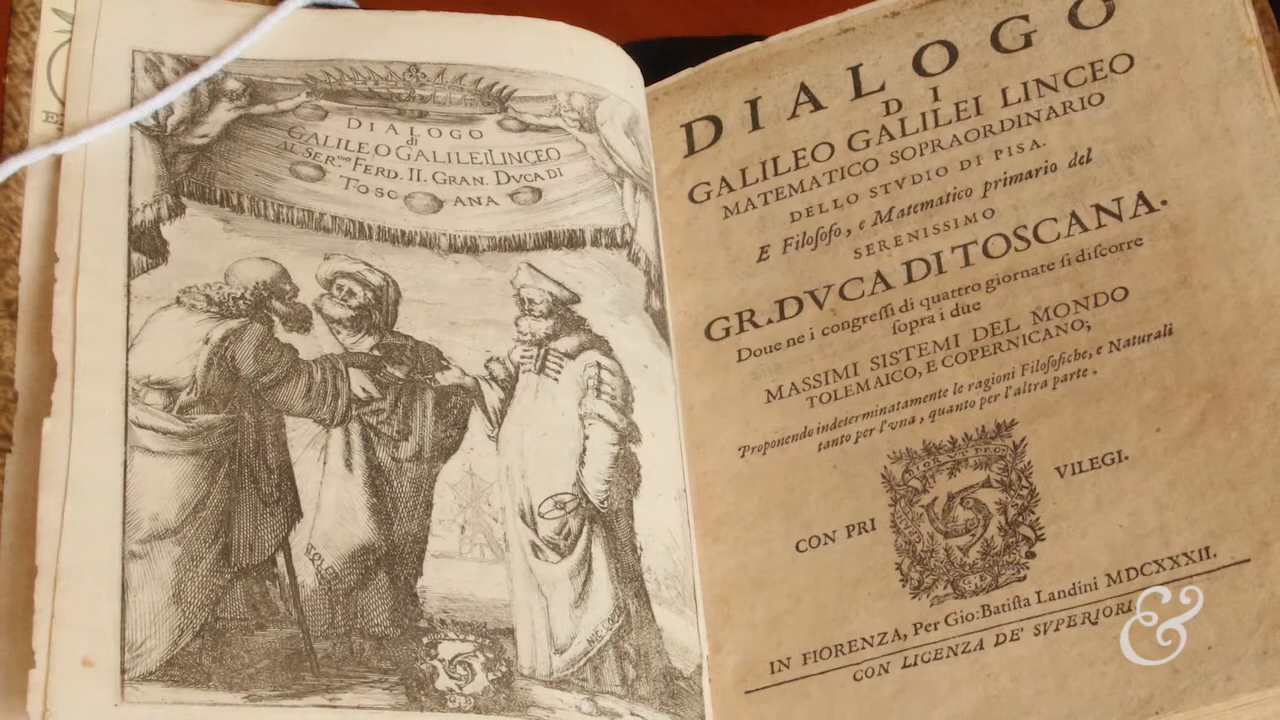 DIALOGO
di
GALILEO GALILEI LINCEO
AL SER.mo FERD. II. GRAN. DVCA DI
TOSCANA
DIALOGO
DI
GALILEO GALILEI LINCEO
MATEMATICO SOPRAORDINARIO
DELLO STVDIO DI PISA.
E Filoſofo, e Matematico primario del
SERENISSIMO
GR.DVCA DI TOSCANA.
Doue ne i congreſſi di quattro giornate ſi diſcorre
ſopra i due
MASSIMI SISTEMI DEL MONDO
TOLEMAICO, E COPERNICANO;
Proponendo indeterminatamente le ragioni Filoſofiche, e Naturali
tanto per l'vna, quanto per l'altra parte.
CON PRI VILEGI.
IN FIORENZA, Per Gio:Batiſta Landini MDCXXXII.
CON LICENZA DE' SVPERIORI
&